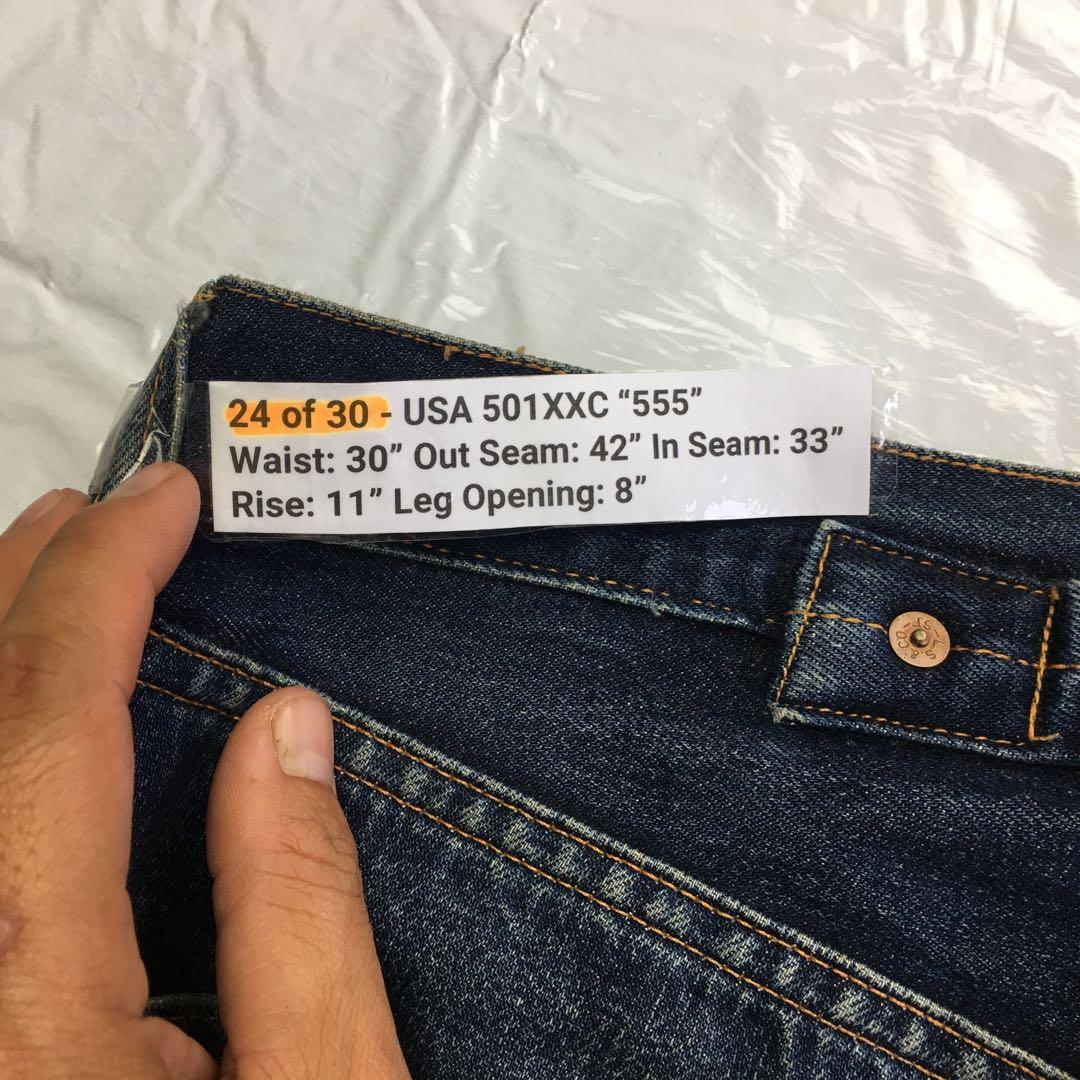 24 of 30 - USA 501XXC “555”
Waist: 30” Out Seam: 42” In Seam: 33”
Rise: 11” Leg Opening: 8”
L.S.&.CO.-